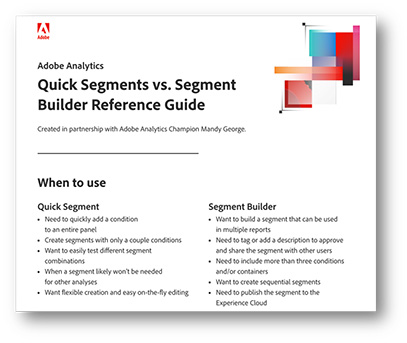 Adobe
Adobe Analytics
Quick Segments vs. Segment
Builder Reference Guide
Created in partnership with Adobe Analytics Champion Mandy George.
When to use
Quick Segment
• Need to quickly add a condition
to an entire panel
• Create segments with only a couple conditions
• Want to easily test different segment
combinations
• When a segment likely won't be needed
for other analyses
• Want flexible creation and easy on-the-fly editing
Segment Builder
• Want to build a segment that can be used
in multiple reports
• Need to tag or add a description to approve
and share the segment with other users
• Need to include more than three conditions
and/or containers
• Want to create sequential segments
• Need to publish the segment to the
Experience Cloud